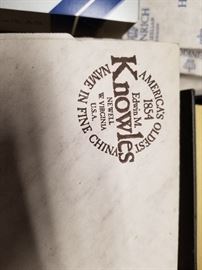 AMERICA'S OLDEST
NAME IN FINE CHINA
1854
Edwin M.
Knowles
NEWELL
W. VIRGINIA
U.S.A.